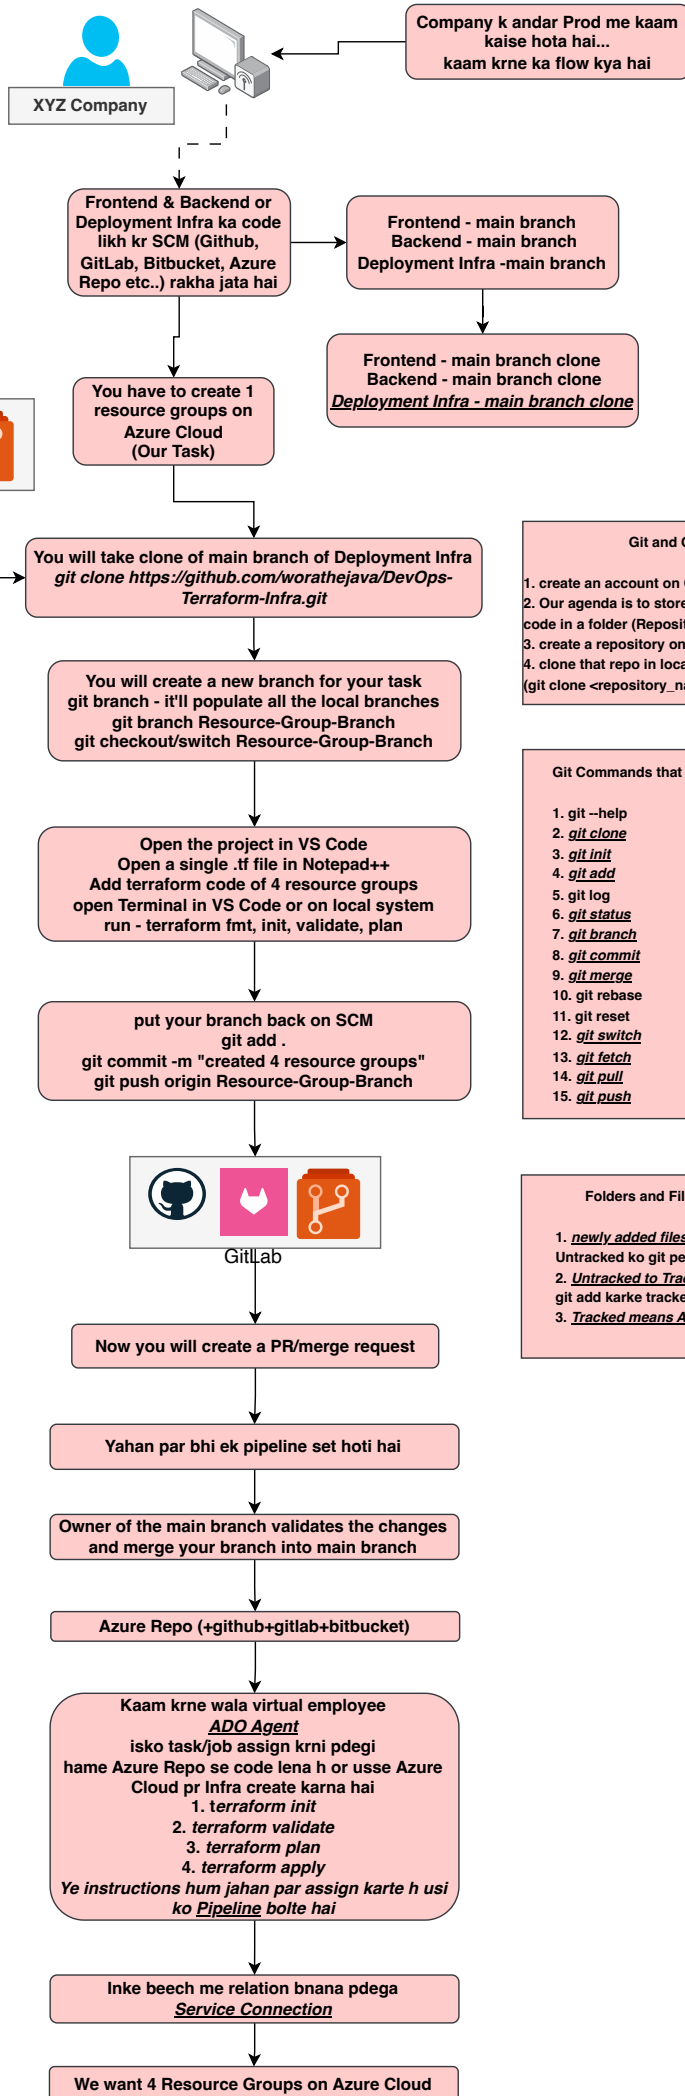 Company k andar Prod me kaam
kaise hota hai...
kaam krne ka flow kya hai
XYZ Company
Frontend & Backend or
Deployment Infra ka code
likh kr SCM (Github,
GitLab, Bitbucket, Azure
Repo etc..) rakha jata hai
Frontend - main branch
Backend - main branch
Deployment Infra -main branch
Frontend - main branch clone
Backend - main branch clone
Deployment Infra - main branch clone
You have to create 1
resource groups on
Azure Cloud
(Our Task)
You will take clone of main branch of Deployment Infra
git clone https://github.com/worathejava/DevOps-
Terraform-Infra.git
You will create a new branch for your task
git branch - it'll populate all the local branches
git branch Resource-Group-Branch
git checkout/switch Resource-Group-Branch
Open the project in VS Code
Open a single .tf file in Notepad++
Add terraform code of 4 resource groups
open Terminal in VS Code or on local system
run - terraform fmt, init, validate, plan
put your branch back on SCM
git add .
git commit -m "created 4 resource groups"
git push origin Resource-Group-Branch
GitLab
Now you will create a PR/merge request
Yahan par bhi ek pipeline set hoti hai
Owner of the main branch validates the changes
and merge your branch into main branch
Azure Repo (+github+gitlab+bitbucket)
Kaam krne wala virtual employee
ADO Agent
isko task/job assign krni pdegi
hame Azure Repo se code lena h or usse Azure
Cloud pr Infra create karna hai
1. terraform init
2. terraform validate
3. terraform plan
4. terraform apply
Ye instructions hum jahan par assign karte h usi
ko Pipeline bolte hai
Inke beech me relation bnana pdega
Service Connection
We want 4 Resource Groups on Azure Cloud
Git and
1. create an account on
2. Our agenda is to store
code in a folder
3. create a repository on
4. clone that repo in
(git clone
Git Commands that
1. git --help
2. git clone
3. git init
4. git add
5. git log
6. git status
7. git branch
8. git commit
9. git merge
10. git rebase
11. git reset
12. git switch
13. git fetch
14. git pull
15. git push
Folders and
1. newly added files
Untracked ko git
2. Untracked to
git add karke
3. Tracked means